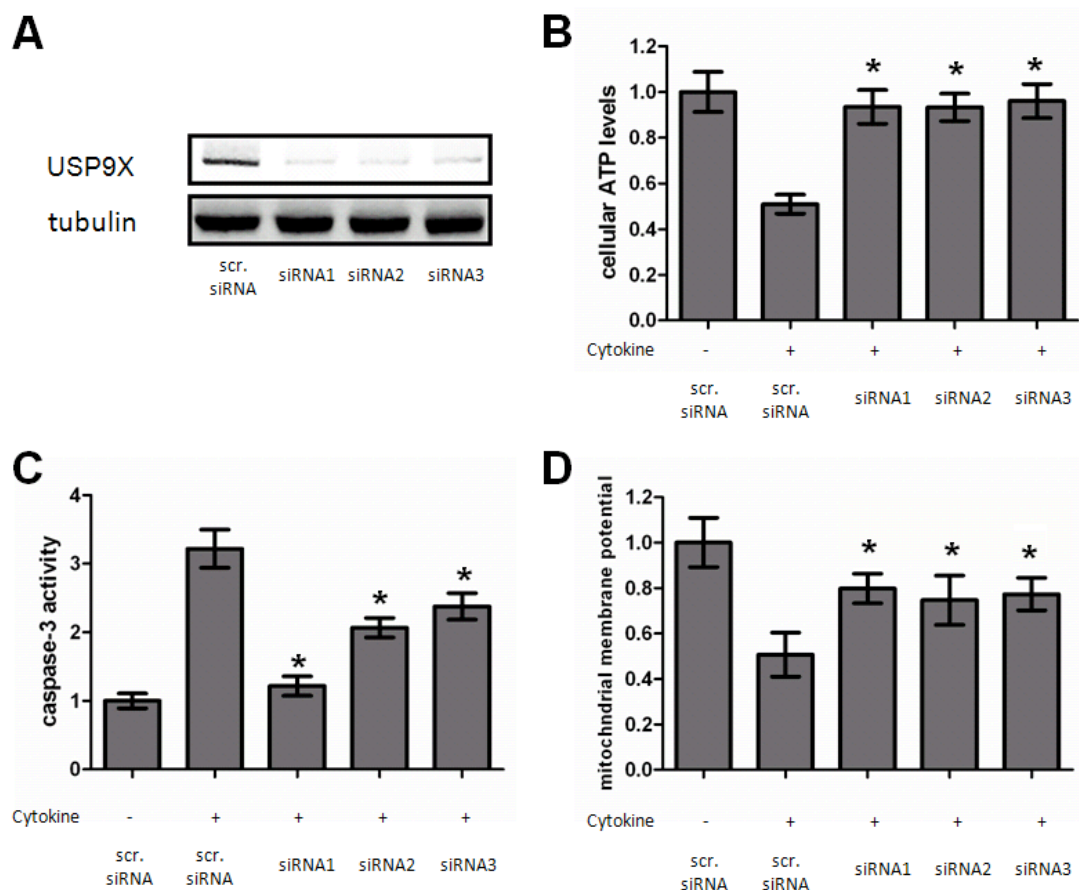 A
USP9X
tubulin
scr.
siRNA
siRNA1
siRNA2
siRNA3
B
cellular ATP levels
1.2
1.0
0.8
0.6
0.4
0.2
0.0
* * *
Cytokine - + + + +
scr.
siRNA
scr.
siRNA
siRNA1
siRNA2
siRNA3
C
caspase-3 activity
4
3
2
1
0
* * *
Cytokine - + + + +
scr.
siRNA
scr.
siRNA
siRNA1
siRNA2
siRNA3
D
mitochndrial membrane potential
1.2
1.0
0.8
0.6
0.4
0.2
0.0
* * *
Cytokine - + + + +
scr.
siRNA
scr.
siRNA
siRNA1
siRNA2
siRNA3